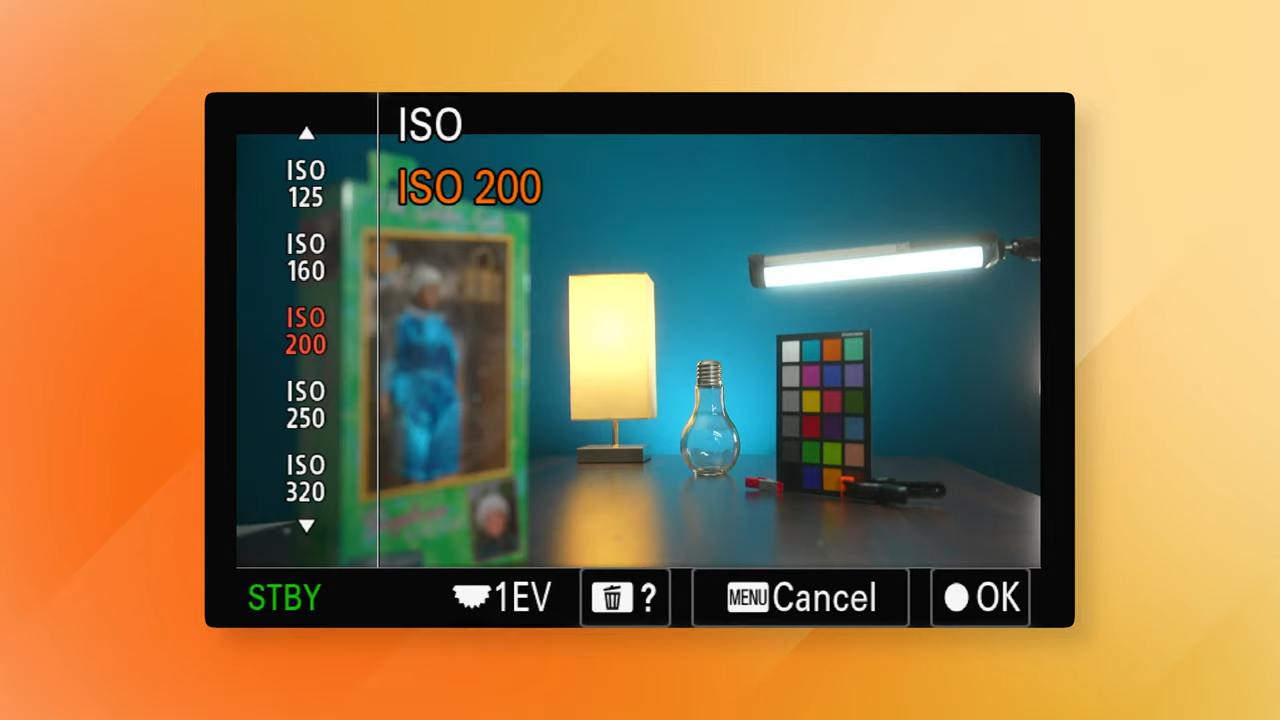 ISO
ISO 200
ISO
125
ISO
160
ISO
200
ISO
250
ISO
320
STBY
1EV
?
MENU Cancel
OK